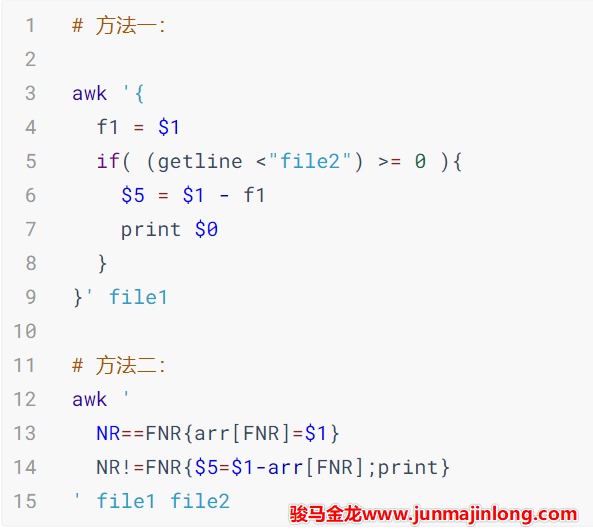 1 # 方法一:
2
3 awk '{
4 f1 = $1
5 if( (getline <"file2") >= 0 ){
6 $5 = $1 - f1
7 print $0
8 }
9 }' file1
10
11 # 方法二:
12 awk '
13 NR==FNR{arr[FNR]=$1}
14 NR!=FNR{$5=$1-arr[FNR];print}
15 ' file1 file2
骏马金龙www.junmajinlong.com